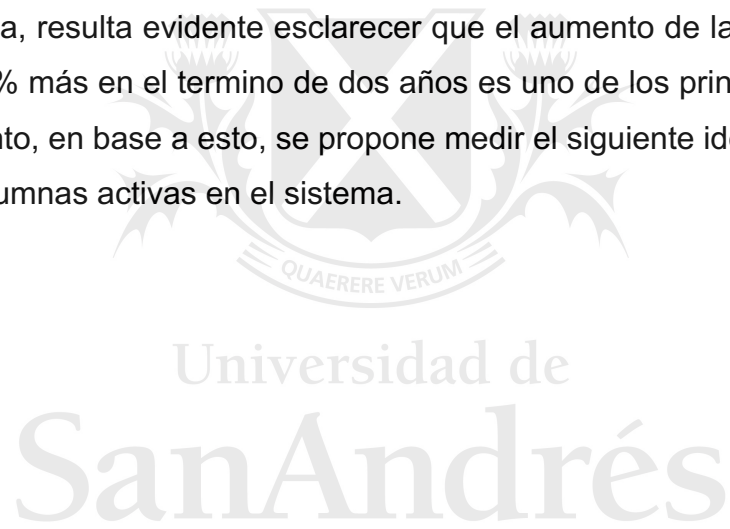 a, resulta evidente esclarecer que el aumento de la
% más en el termino de dos años es uno de los prin
nto, en base a esto, se propone medir el siguiente id
umnas activas en el sistema.
QUAERERE VERUM
Universidad de
SanAndrés